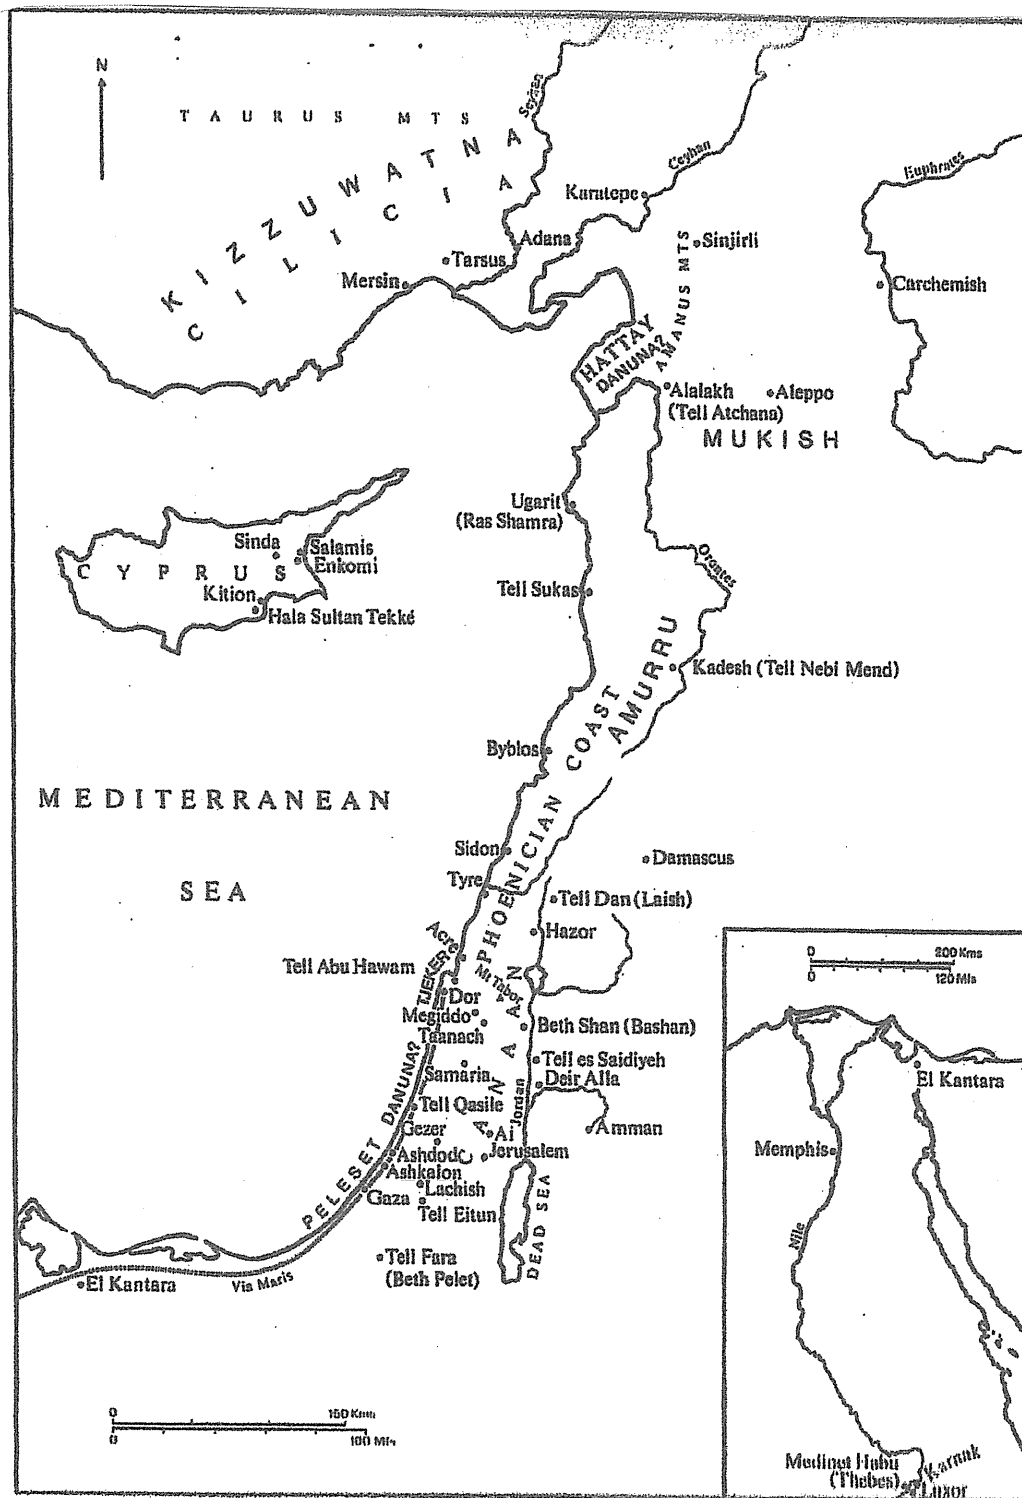 N
TAURUS MTS
Seyhan
KIZZUWATNA
CILICIA
Ceyhan
Euphrates
Karatepe
Adana
Sinjirli
Tarsus
Mersin
AMANUS MTS
Carchemish
HATTAY
DANUNA?
Alalakh
(Tell Atchana)
Aleppo
MUKISH
Ugarit
(Ras Shamra)
Orantes
Sinda
Salamis
Enkomi
CYPRUS
Kition
Hala Sultan Tekké
Tell Sukas
AMURRU
Kadesh (Tell Nebi Mend)
PHOENICIAN COAST
Byblos
MEDITERRANEAN
SEA
Sidon
Damascus
Tyre
Tell Dan (Laish)
Acre
Hazor
Tell Abu Hawam
TJEKER
Mt Tabor
Dor
Megiddo
Taanach
Beth Shan (Bashan)
CANAAN
Tell es Saidiyeh
Samaria
Deir Alla
Jordan
Tell Qasile
Gezer
Ai
Amman
Ashdod
Jerusalem
PELESET DANUNA?
Ashkalon
Lachish
Gaza
Tell Eitun
DEAD SEA
Tell Fara
(Beth Pelet)
El Kantara
Via Maris
0 150 Kms
0 100 Mls
0 200 Kms
0 120 Mls
El Kantara
Memphis
Nile
Medinet Habu
(Thebes)
Karnak
Luxor